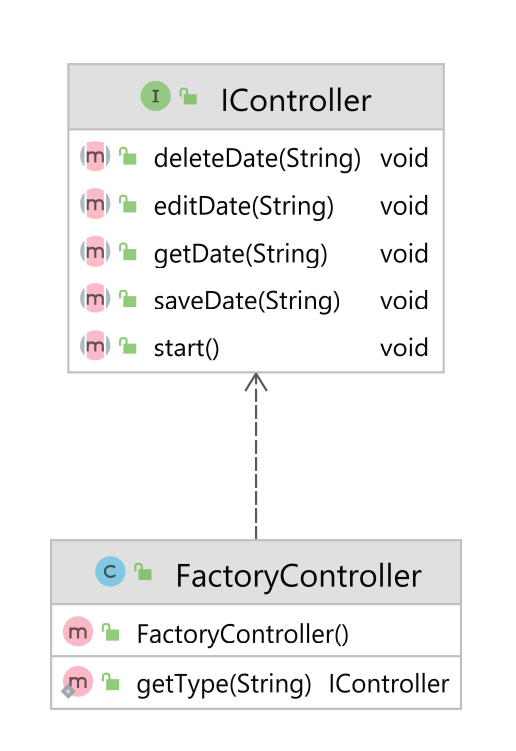 I IController
m deleteDate(String) void
m editDate(String) void
m getDate(String) void
m saveDate(String) void
m start() void
C FactoryController
m FactoryController()
m getType(String) IController